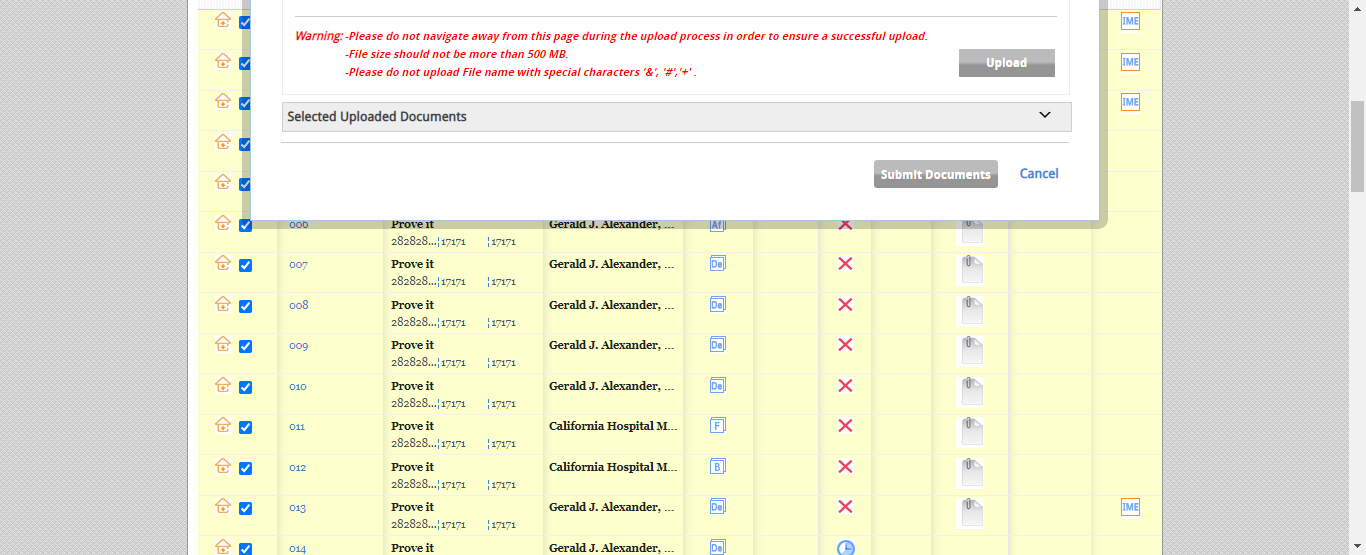 IME
Warning: -Please do not navigate away from this page during the upload process in order to ensure a successful upload.
-File size should not be more than 500 MB.
-Please do not upload File name with special characters '&', '#','+' .
Upload
IME
IME
Selected Uploaded Documents
Submit Documents Cancel
006 Prove it Gerald J. Alexander, ... Af
282828...¦17171 ¦17171
007 Prove it Gerald J. Alexander, ... De
282828...¦17171 ¦17171
008 Prove it Gerald J. Alexander, ... De
282828...¦17171 ¦17171
009 Prove it Gerald J. Alexander, ... De
282828...¦17171 ¦17171
010 Prove it Gerald J. Alexander, ... De
282828...¦17171 ¦17171
011 Prove it California Hospital M... F
282828...¦17171 ¦17171
012 Prove it California Hospital M... B
282828...¦17171 ¦17171
013 Prove it Gerald J. Alexander, ... De IME
282828...¦17171 ¦17171
014 Prove it Gerald J. Alexander, ... De